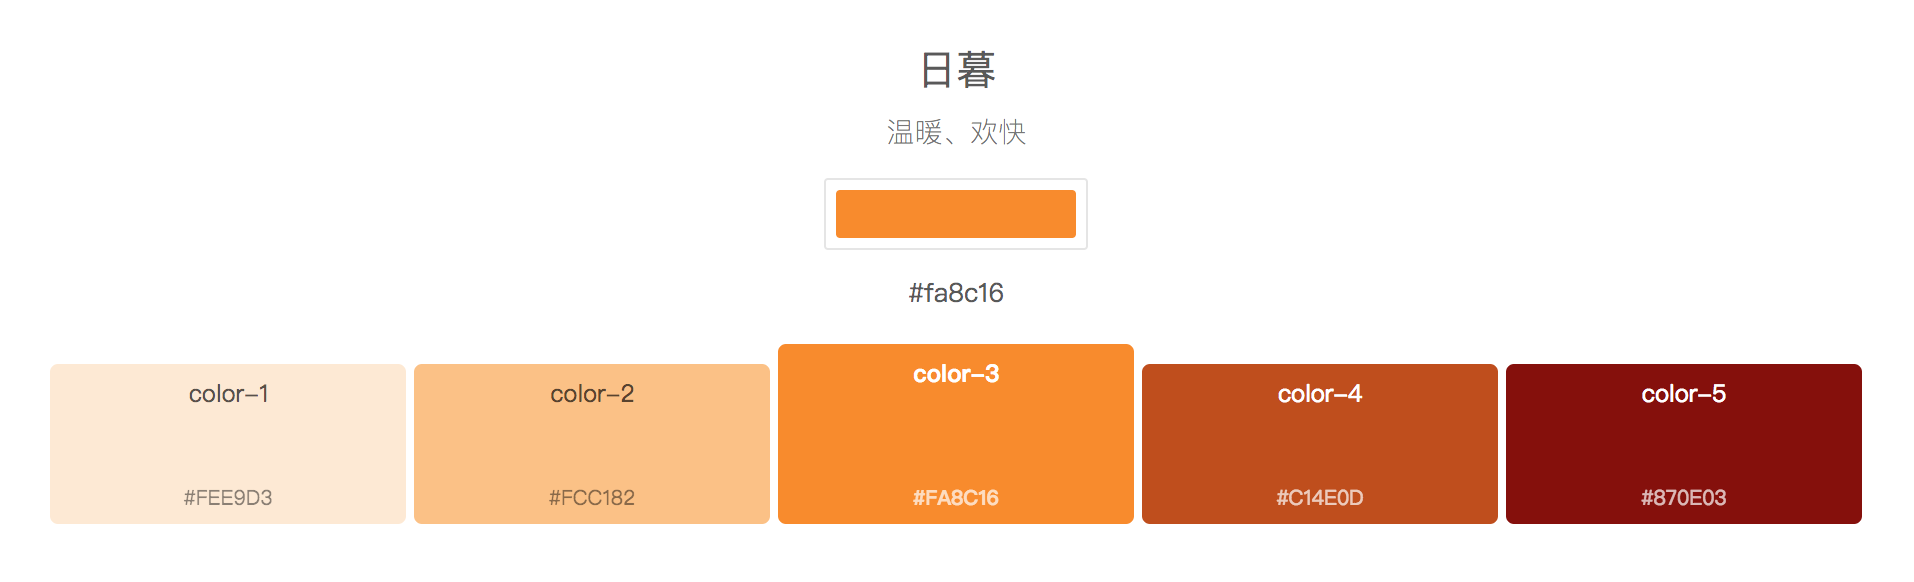 日暮
温暖、欢快
#fa8c16
color-1
color-2
color-3
color-4
color-5
#FEE9D3
#FCC182
#FA8C16
#C14E0D
#870E03